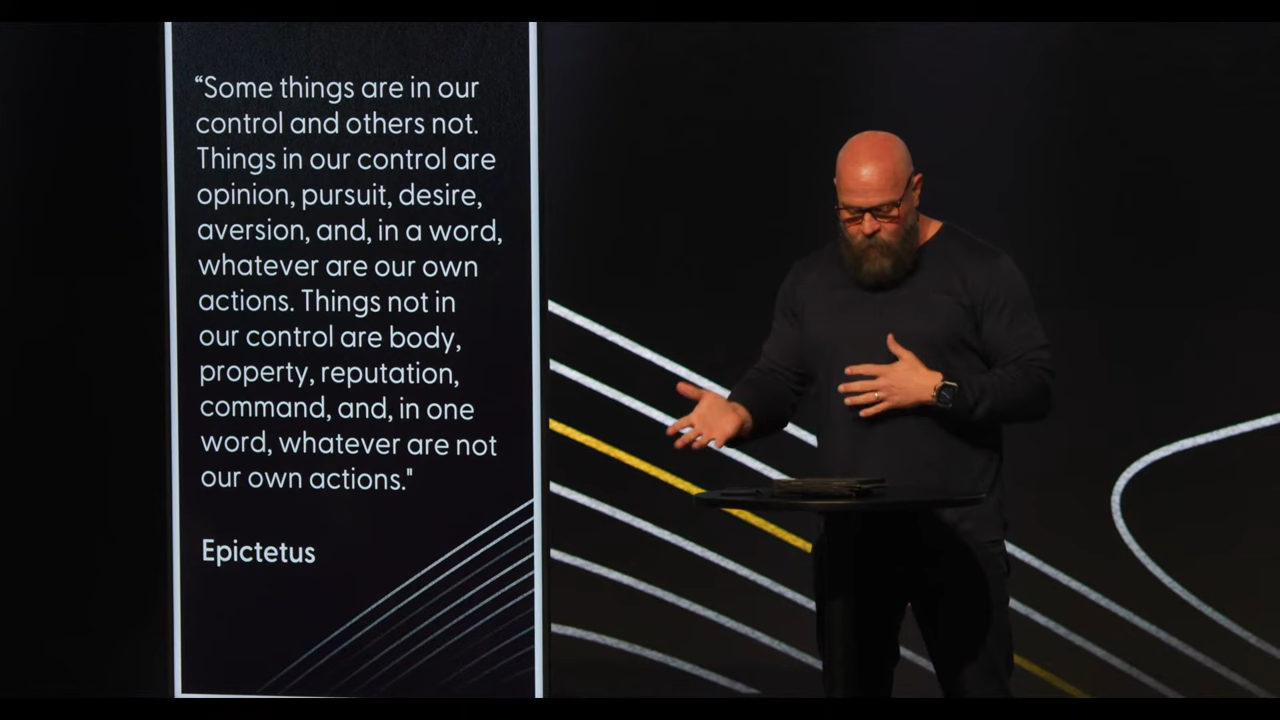 “Some things are in our
control and others not.
Things in our control are
opinion, pursuit, desire,
aversion, and, in a word,
whatever are our own
actions. Things not in
our control are body,
property, reputation,
command, and, in one
word, whatever are not
our own actions."
Epictetus